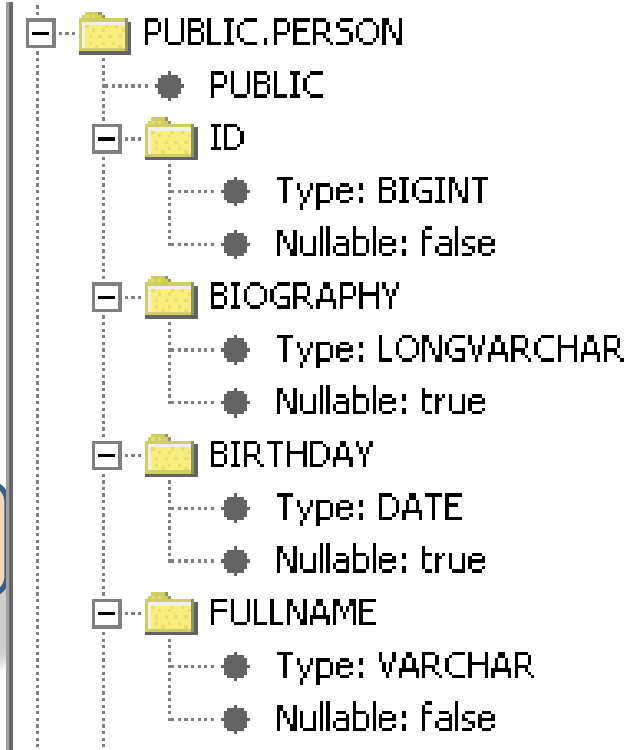 PUBLIC.PERSON
PUBLIC
ID
Type: BIGINT
Nullable: false
BIOGRAPHY
Type: LONGVARCHAR
Nullable: true
BIRTHDAY
Type: DATE
Nullable: true
FULLNAME
Type: VARCHAR
Nullable: false